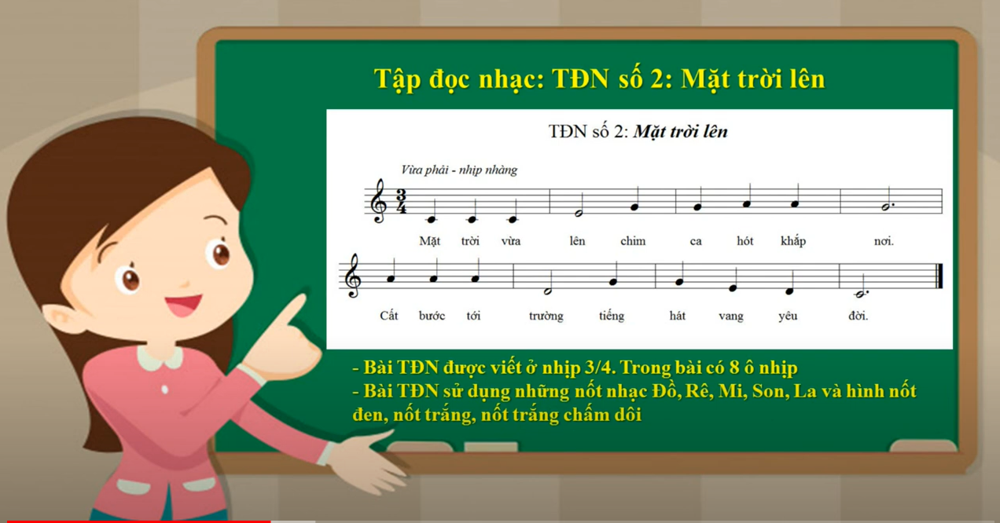 Tập đọc nhạc: TĐN số 2: Mặt trời lên
TĐN số 2: Mặt trời lên
Vừa phải - nhịp nhàng
3
4
Mặt trời vừa lên chim ca hót khắp nơi.
Cất bước tới trường tiếng hát vang yêu đời.
- Bài TĐN được viết ở nhịp 3/4. Trong bài có 8 ô nhịp
- Bài TĐN sử dụng những nốt nhạc Đồ, Rê, Mi, Son, La và hình nốt
đen, nốt trắng, nốt trắng chấm dôi